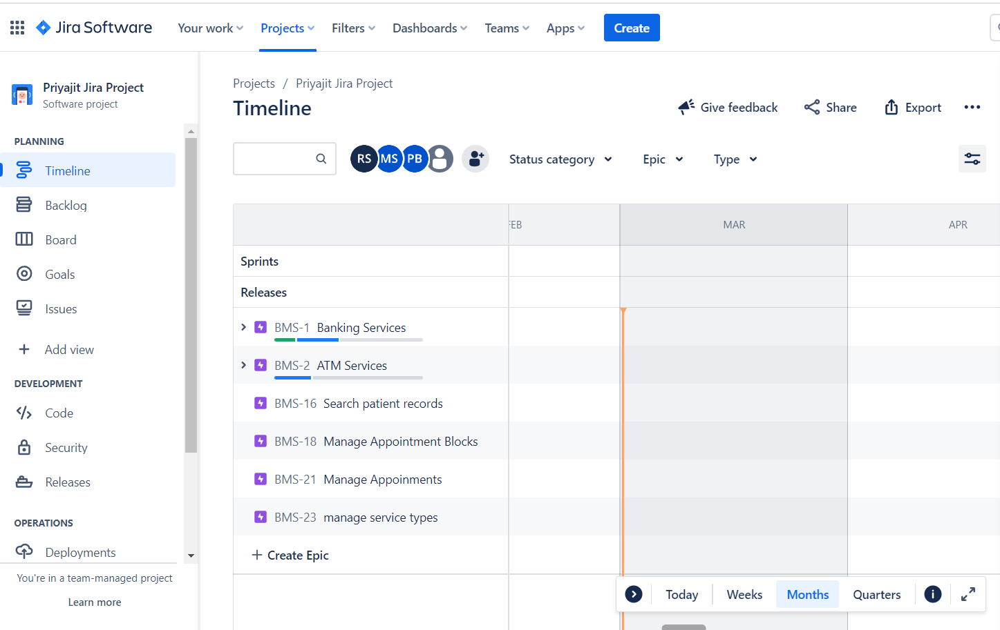 Jira Software
Your work
Projects
Filters
Dashboards
Teams
Apps
Create
Priyajit Jira Project
Software project
PLANNING
Timeline
Backlog
Board
Goals
Issues
Add view
DEVELOPMENT
Code
Security
Releases
OPERATIONS
Deployments
You're in a team-managed project
Learn more
Projects / Priyajit Jira Project
Timeline
Give feedback
Share
Export
RS
MS
PB
Status category
Epic
Type
FEB
MAR
APR
Sprints
Releases
BMS-1 Banking Services
BMS-2 ATM Services
BMS-16 Search patient records
BMS-18 Manage Appointment Blocks
BMS-21 Manage Appoinments
BMS-23 manage service types
+ Create Epic
Today
Weeks
Months
Quarters